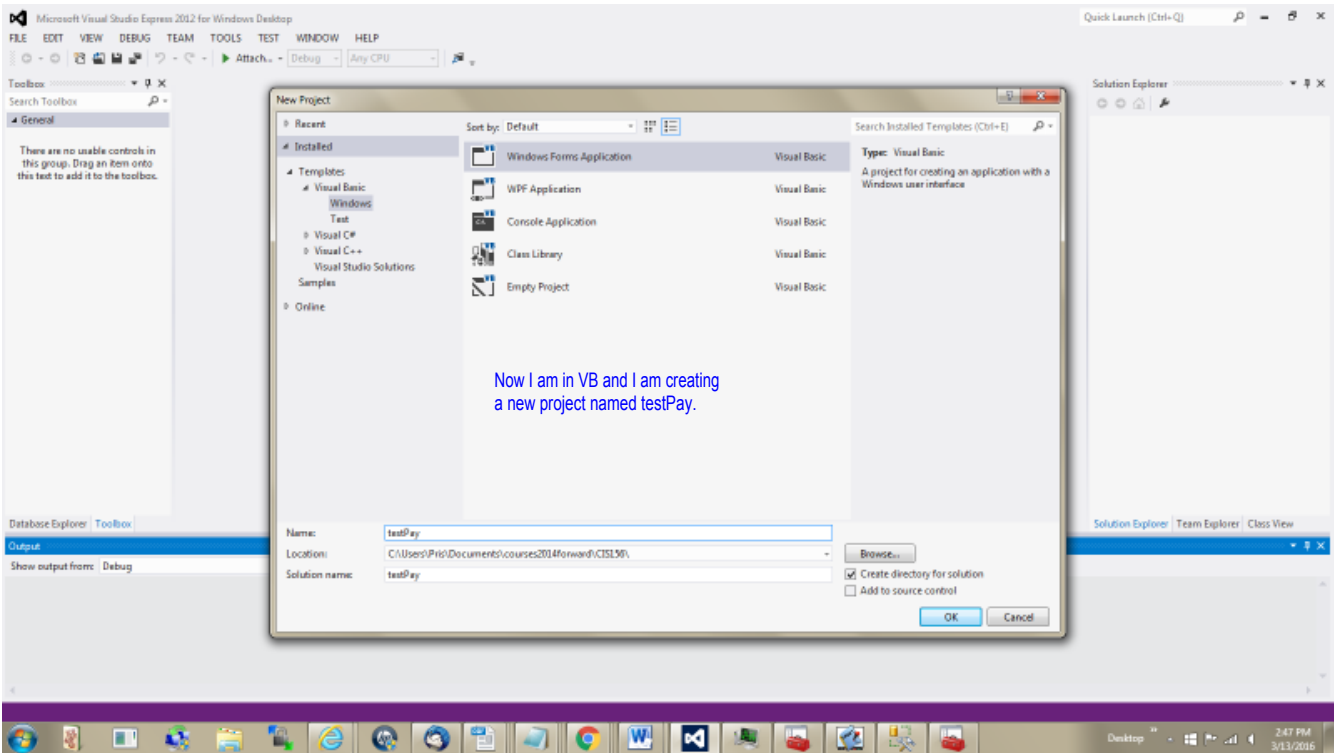 Microsoft Visual Studio Express 2012 for Windows Desktop
Quick Launch (Ctrl+Q)
FILE EDIT VIEW DEBUG TEAM TOOLS TEST WINDOW HELP
Attach... Debug Any CPU
Toolbox
Search Toolbox
General
There are no usable controls in
this group. Drag an item onto
this text to add it to the toolbox.
Database Explorer Toolbox
New Project
Recent
Installed
Templates
Visual Basic
Windows
Test
Visual C#
Visual C++
Visual Studio Solutions
Samples
Online
Sort by: Default
Search Installed Templates (Ctrl+E)
Windows Forms Application Visual Basic
WPF Application Visual Basic
Console Application Visual Basic
Class Library Visual Basic
Empty Project Visual Basic
Type: Visual Basic
A project for creating an application with a
Windows user interface
Now I am in VB and I am creating
a new project named testPay.
Name: testPay
Location: C:\Users\Pris\Documents\courses2014forward\CIS150\
Browse...
Solution name: testPay
Create directory for solution
Add to source control
OK Cancel
Solution Explorer
Solution Explorer Team Explorer Class View
Output
Show output from: Debug
Desktop
2:47 PM
3/13/2016